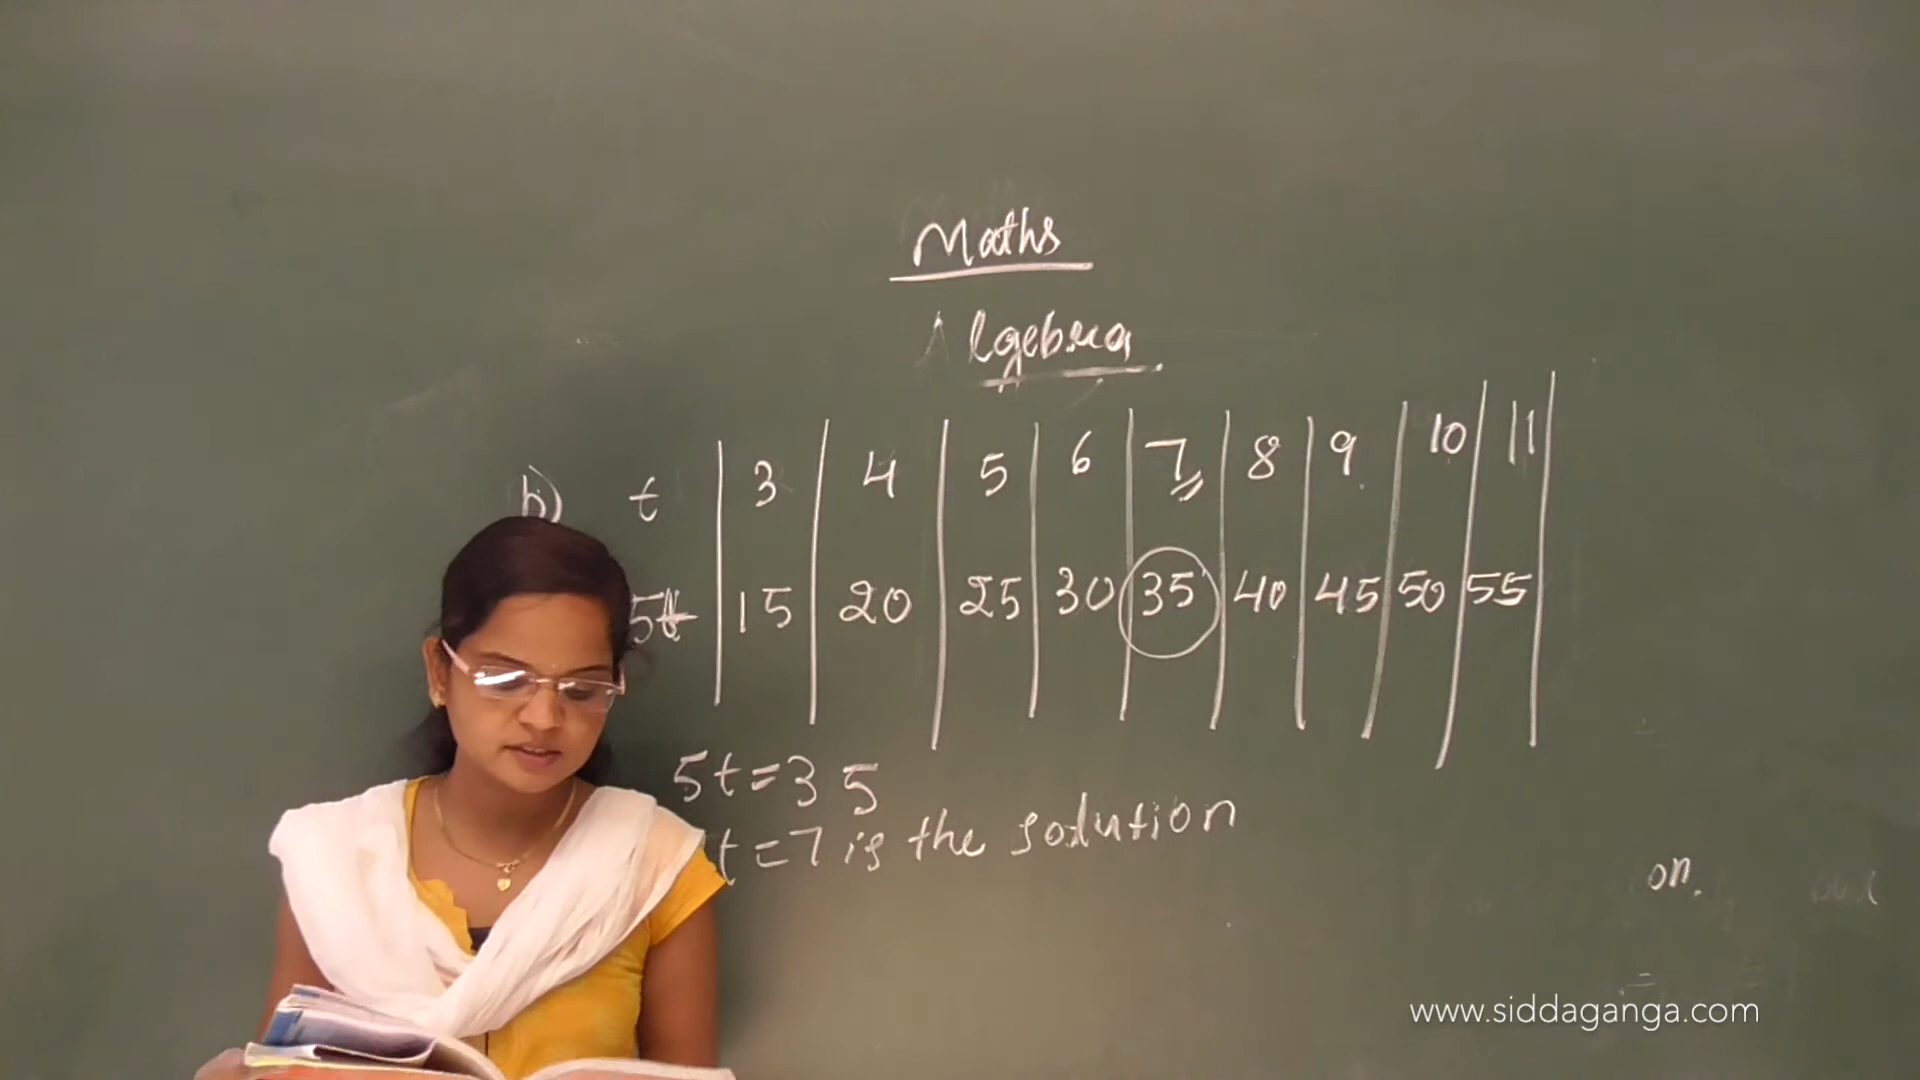 Maths
Algebra
b) t 3 4 5 6 7 8 9 10 11
5t 15 20 25 30 35 40 45 50 55
5t=35
t=7 is the solution
on.
www.siddaganga.com